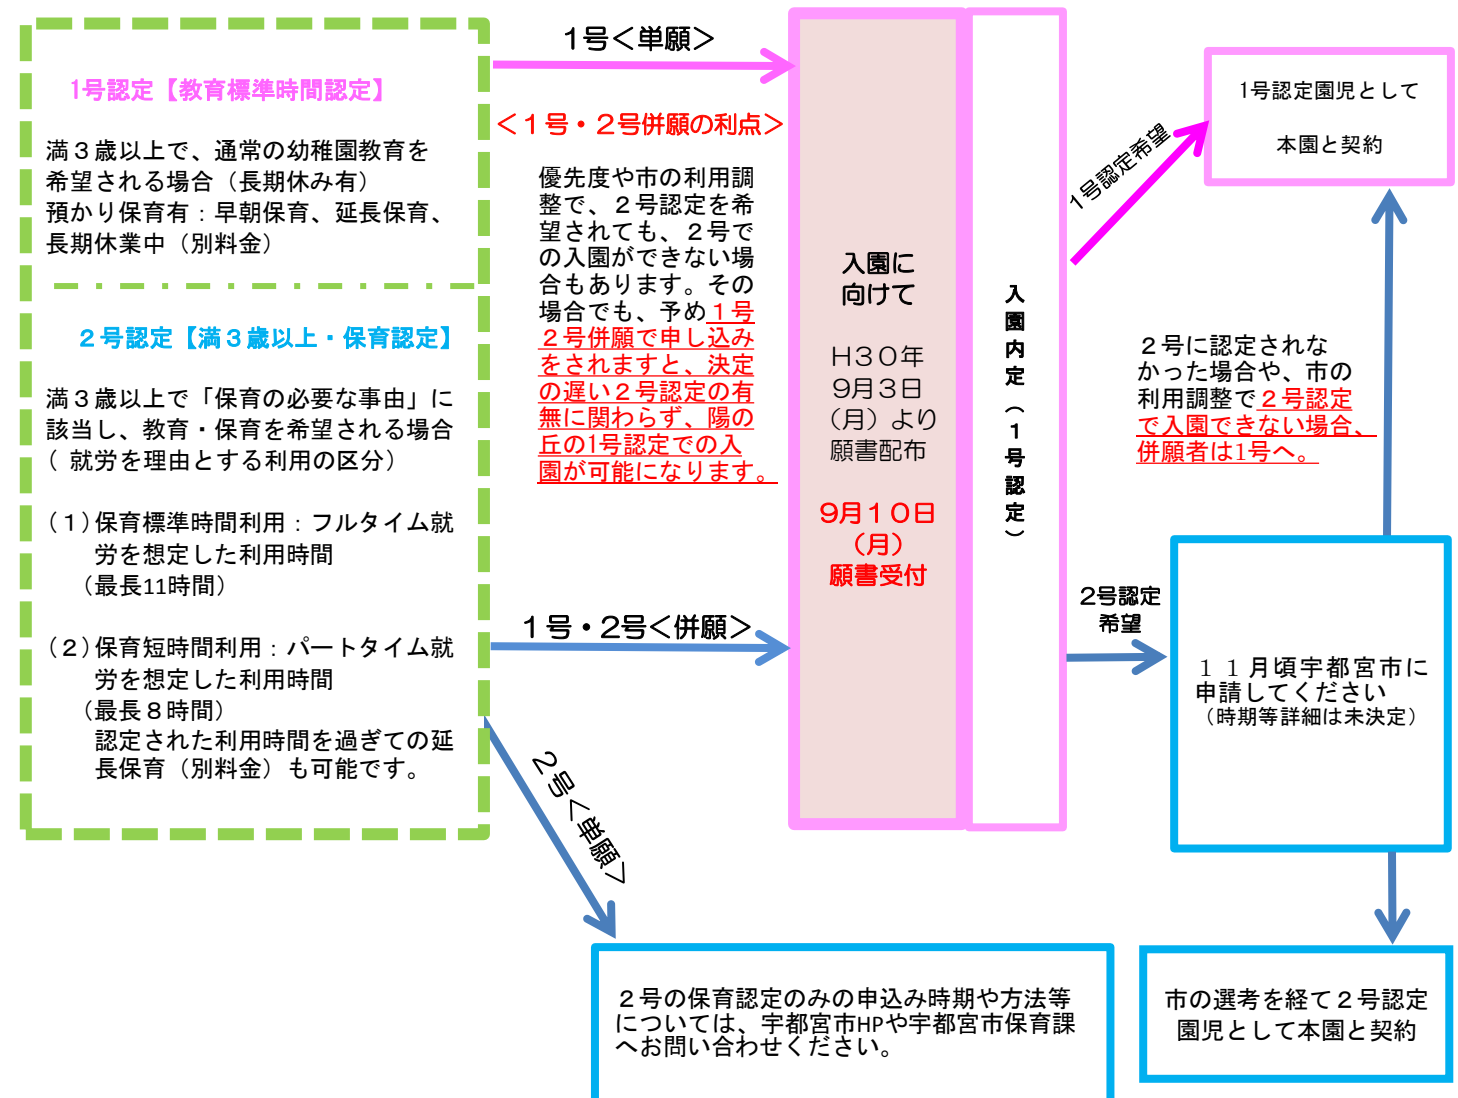 1号認定【教育標準時間認定】
満３歳以上で、通常の幼稚園教育を
希望される場合（長期休み有）
預かり保育有：早朝保育、延長保育、
長期休業中（別料金）
２号認定【満３歳以上・保育認定】
満３歳以上で「保育の必要な事由」に
該当し、教育・保育を希望される場合
（ 就労を理由とする利用の区分）
（１）保育標準時間利用：フルタイム就
労を想定した利用時間
（最長11時間）
（２）保育短時間利用：パートタイム就
労を想定した利用時間
（最長８時間）
認定された利用時間を過ぎての延
長保育（別料金）も可能です。
１号＜単願＞
＜１号・２号併願の利点＞
優先度や市の利用調
整で、２号認定を希
望されても、２号で
の入園ができない場
合もあります。その
場合でも、予め１号
２号併願で申し込み
をされますと、決定
の遅い２号認定の有
無に関わらず、陽の
丘の1号認定での入
園が可能になります。
１号・２号＜併願＞
２号＜単願＞
入園に
向けて
Ｈ３０年
９月３日
（月）より
願書配布
９月１０日
（月）
願書受付
入園内定（１号認定）
１号認定希望
1号認定園児として
本園と契約
２号に認定されな
かった場合や、市の
利用調整で２号認定
で入園できない場合、
併願者は1号へ。
２号認定
希望
１１月頃宇都宮市に
申請してください
（時期等詳細は未決定）
２号の保育認定のみの申込み時期や方法等
については、宇都宮市HPや宇都宮市保育課
へお問い合わせください。
市の選考を経て２号認定
園児として本園と契約